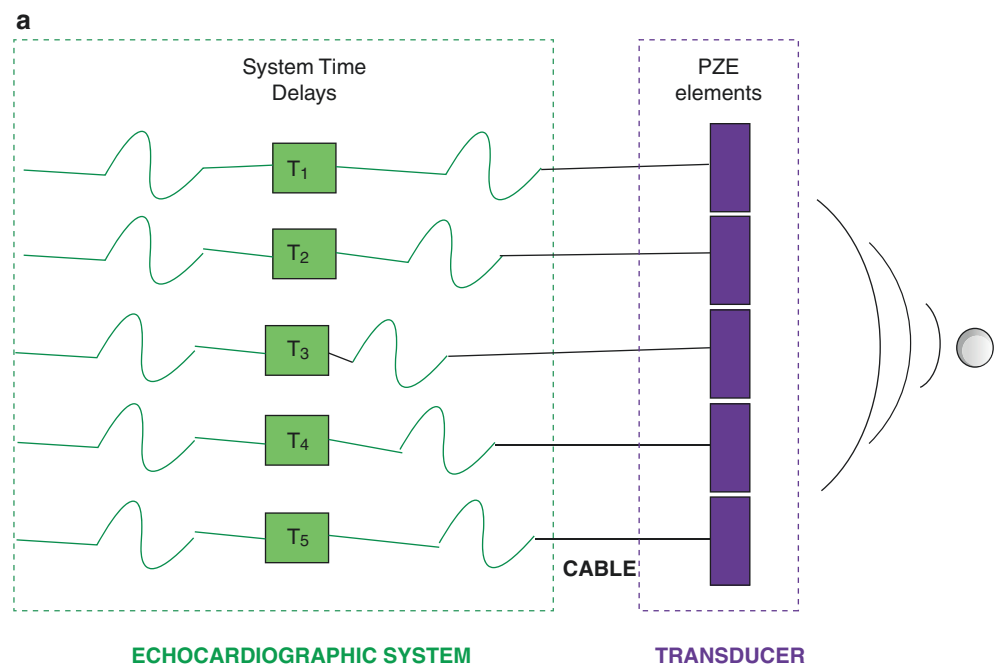 a
System Time
Delays
PZE
elements
T1
T2
T3
T4
T5
CABLE
ECHOCARDIOGRAPHIC SYSTEM
TRANSDUCER